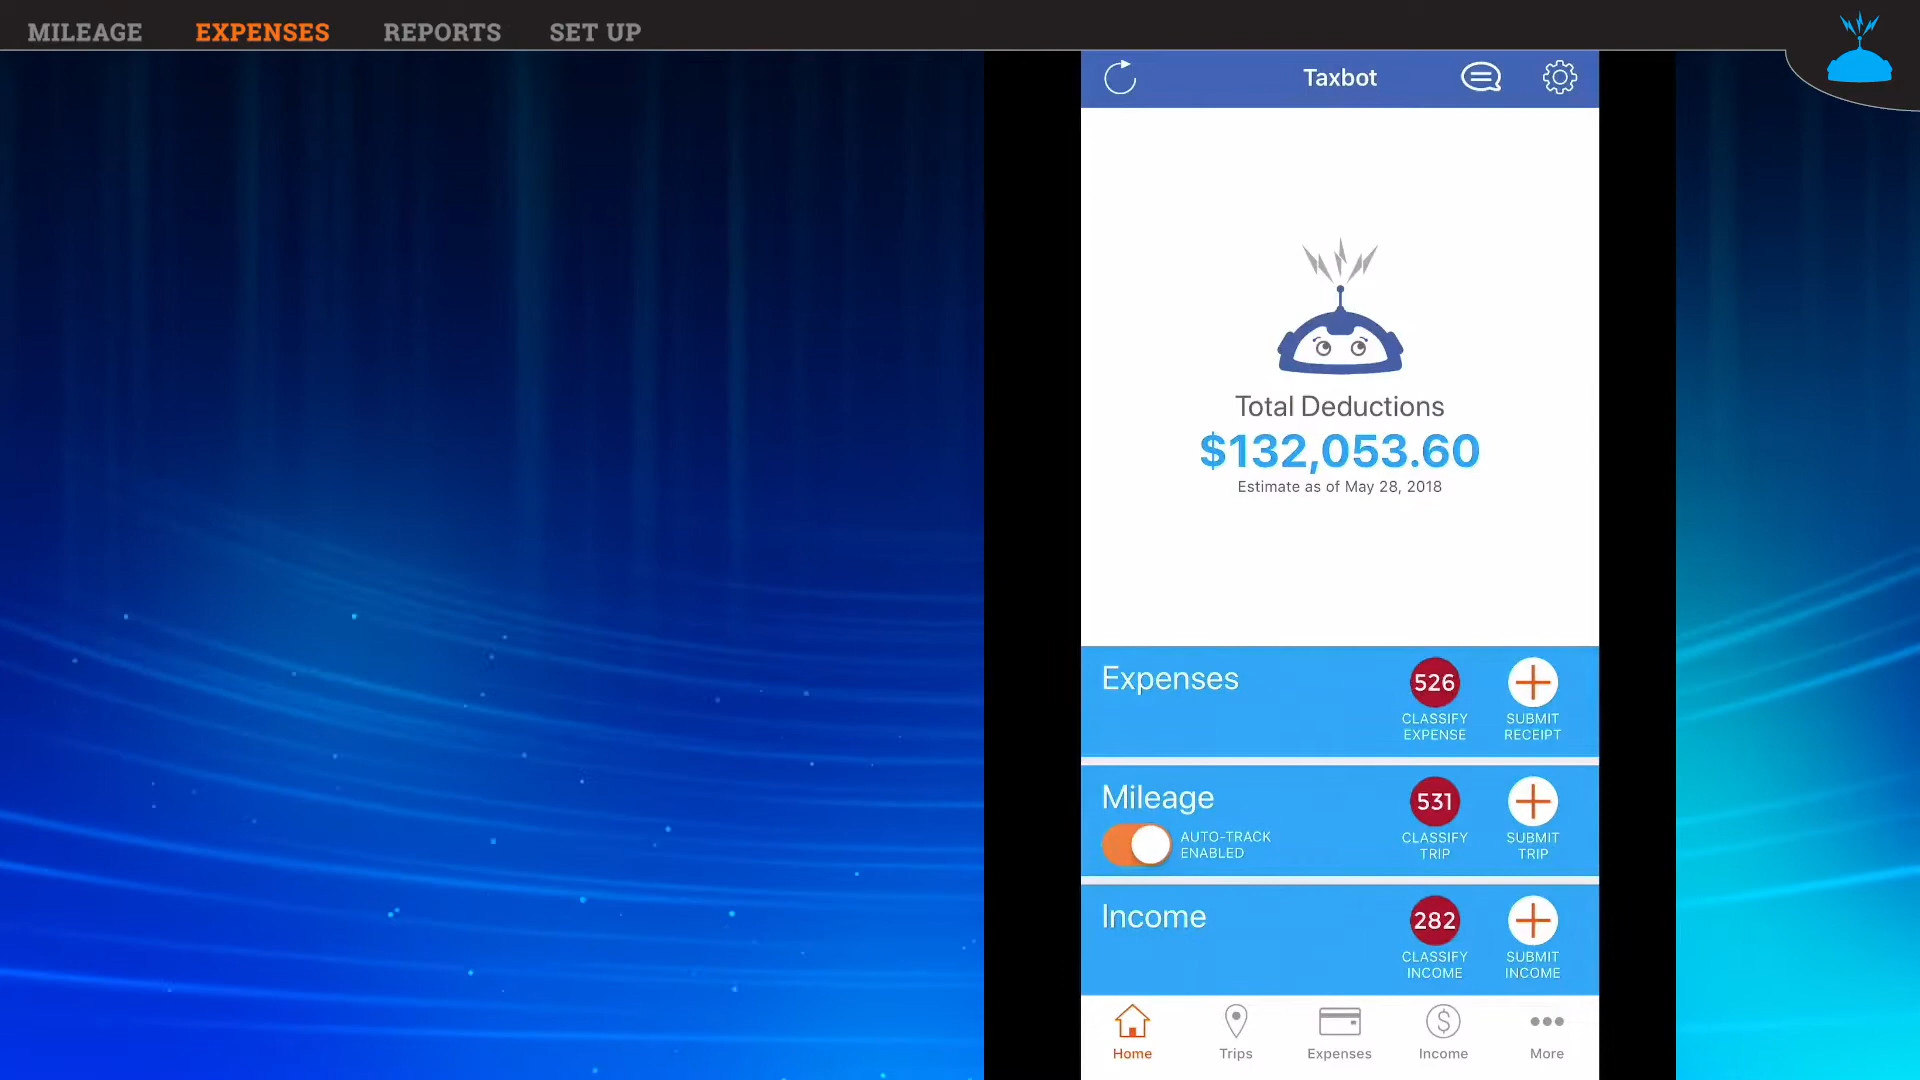 MILEAGE EXPENSES REPORTS SET UP
Taxbot
Total Deductions
$132,053.60
Estimate as of May 28, 2018
Expenses
526
CLASSIFY
EXPENSE
SUBMIT
RECEIPT
Mileage
AUTO-TRACK
ENABLED
531
CLASSIFY
TRIP
SUBMIT
TRIP
Income
282
CLASSIFY
INCOME
SUBMIT
INCOME
Home Trips Expenses Income More